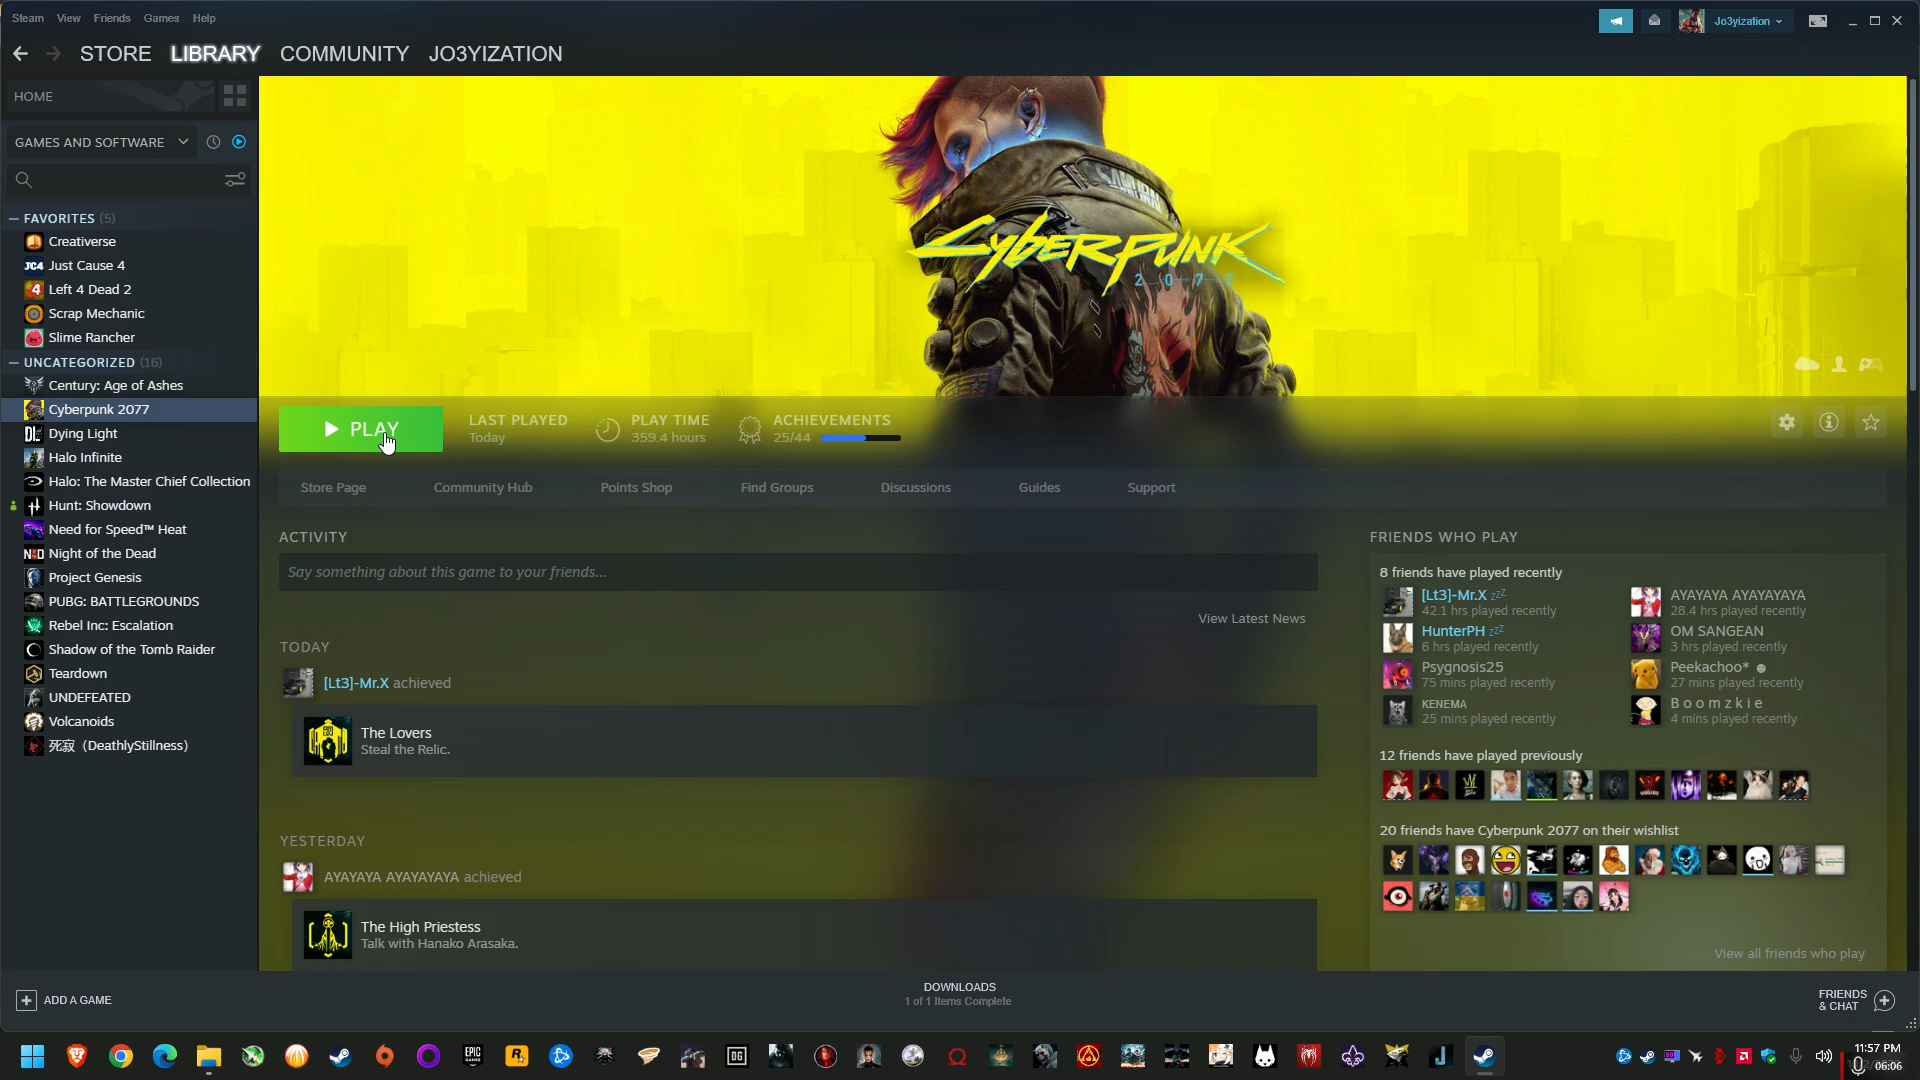 Steam View Friends Games Help
Jo3yization
STORE LIBRARY COMMUNITY JO3YIZATION
HOME
GAMES AND SOFTWARE
FAVORITES (5)
Creativerse
JC4 Just Cause 4
Left 4 Dead 2
Scrap Mechanic
Slime Rancher
UNCATEGORIZED (16)
Century: Age of Ashes
Cyberpunk 2077
DL Dying Light
Halo Infinite
Halo: The Master Chief Collection
Hunt: Showdown
Need for Speed™ Heat
Night of the Dead
Project Genesis
PUBG: BATTLEGROUNDS
Rebel Inc: Escalation
Shadow of the Tomb Raider
Teardown
UNDEFEATED
Volcanoids
死寂（DeathlyStillness）
SAMURAI
CYBERPUNK
2077
PLAY
LAST PLAYED
Today
PLAY TIME
359.4 hours
ACHIEVEMENTS
25/44
Store Page Community Hub Points Shop Find Groups Discussions Guides Support
ACTIVITY
Say something about this game to your friends...
View Latest News
TODAY
[Lt3]-Mr.X achieved
The Lovers
Steal the Relic.
YESTERDAY
AYAYAYA AYAYAYAYA achieved
The High Priestess
Talk with Hanako Arasaka.
FRIENDS WHO PLAY
8 friends have played recently
[Lt3]-Mr.X zzZ
42.1 hrs played recently
AYAYAYA AYAYAYAYA
28.4 hrs played recently
HunterPH zzZ
6 hrs played recently
OM SANGEAN
3 hrs played recently
Psygnosis25
75 mins played recently
Peekachoo* ☻
27 mins played recently
KENEMA
25 mins played recently
B o o m z k i e
4 mins played recently
12 friends have played previously
20 friends have Cyberpunk 2077 on their wishlist
View all friends who play
ADD A GAME
DOWNLOADS
1 of 1 Items Complete
FRIENDS
& CHAT
EPIC
GAMES
R
OG
J
11:57 PM
06:06